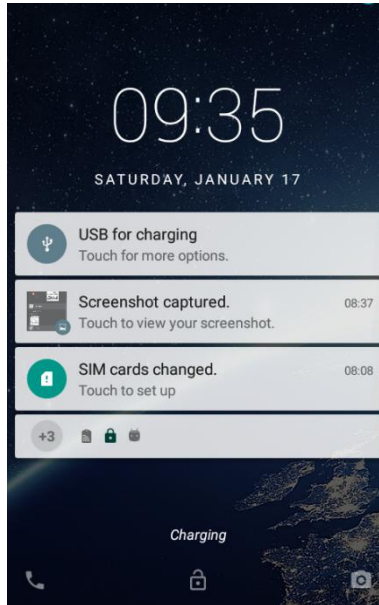 09:35
SATURDAY, JANUARY 17
USB for charging
Touch for more options.
Screenshot captured. 08:37
Touch to view your screenshot.
SIM cards changed. 08:08
Touch to set up
+3
Charging